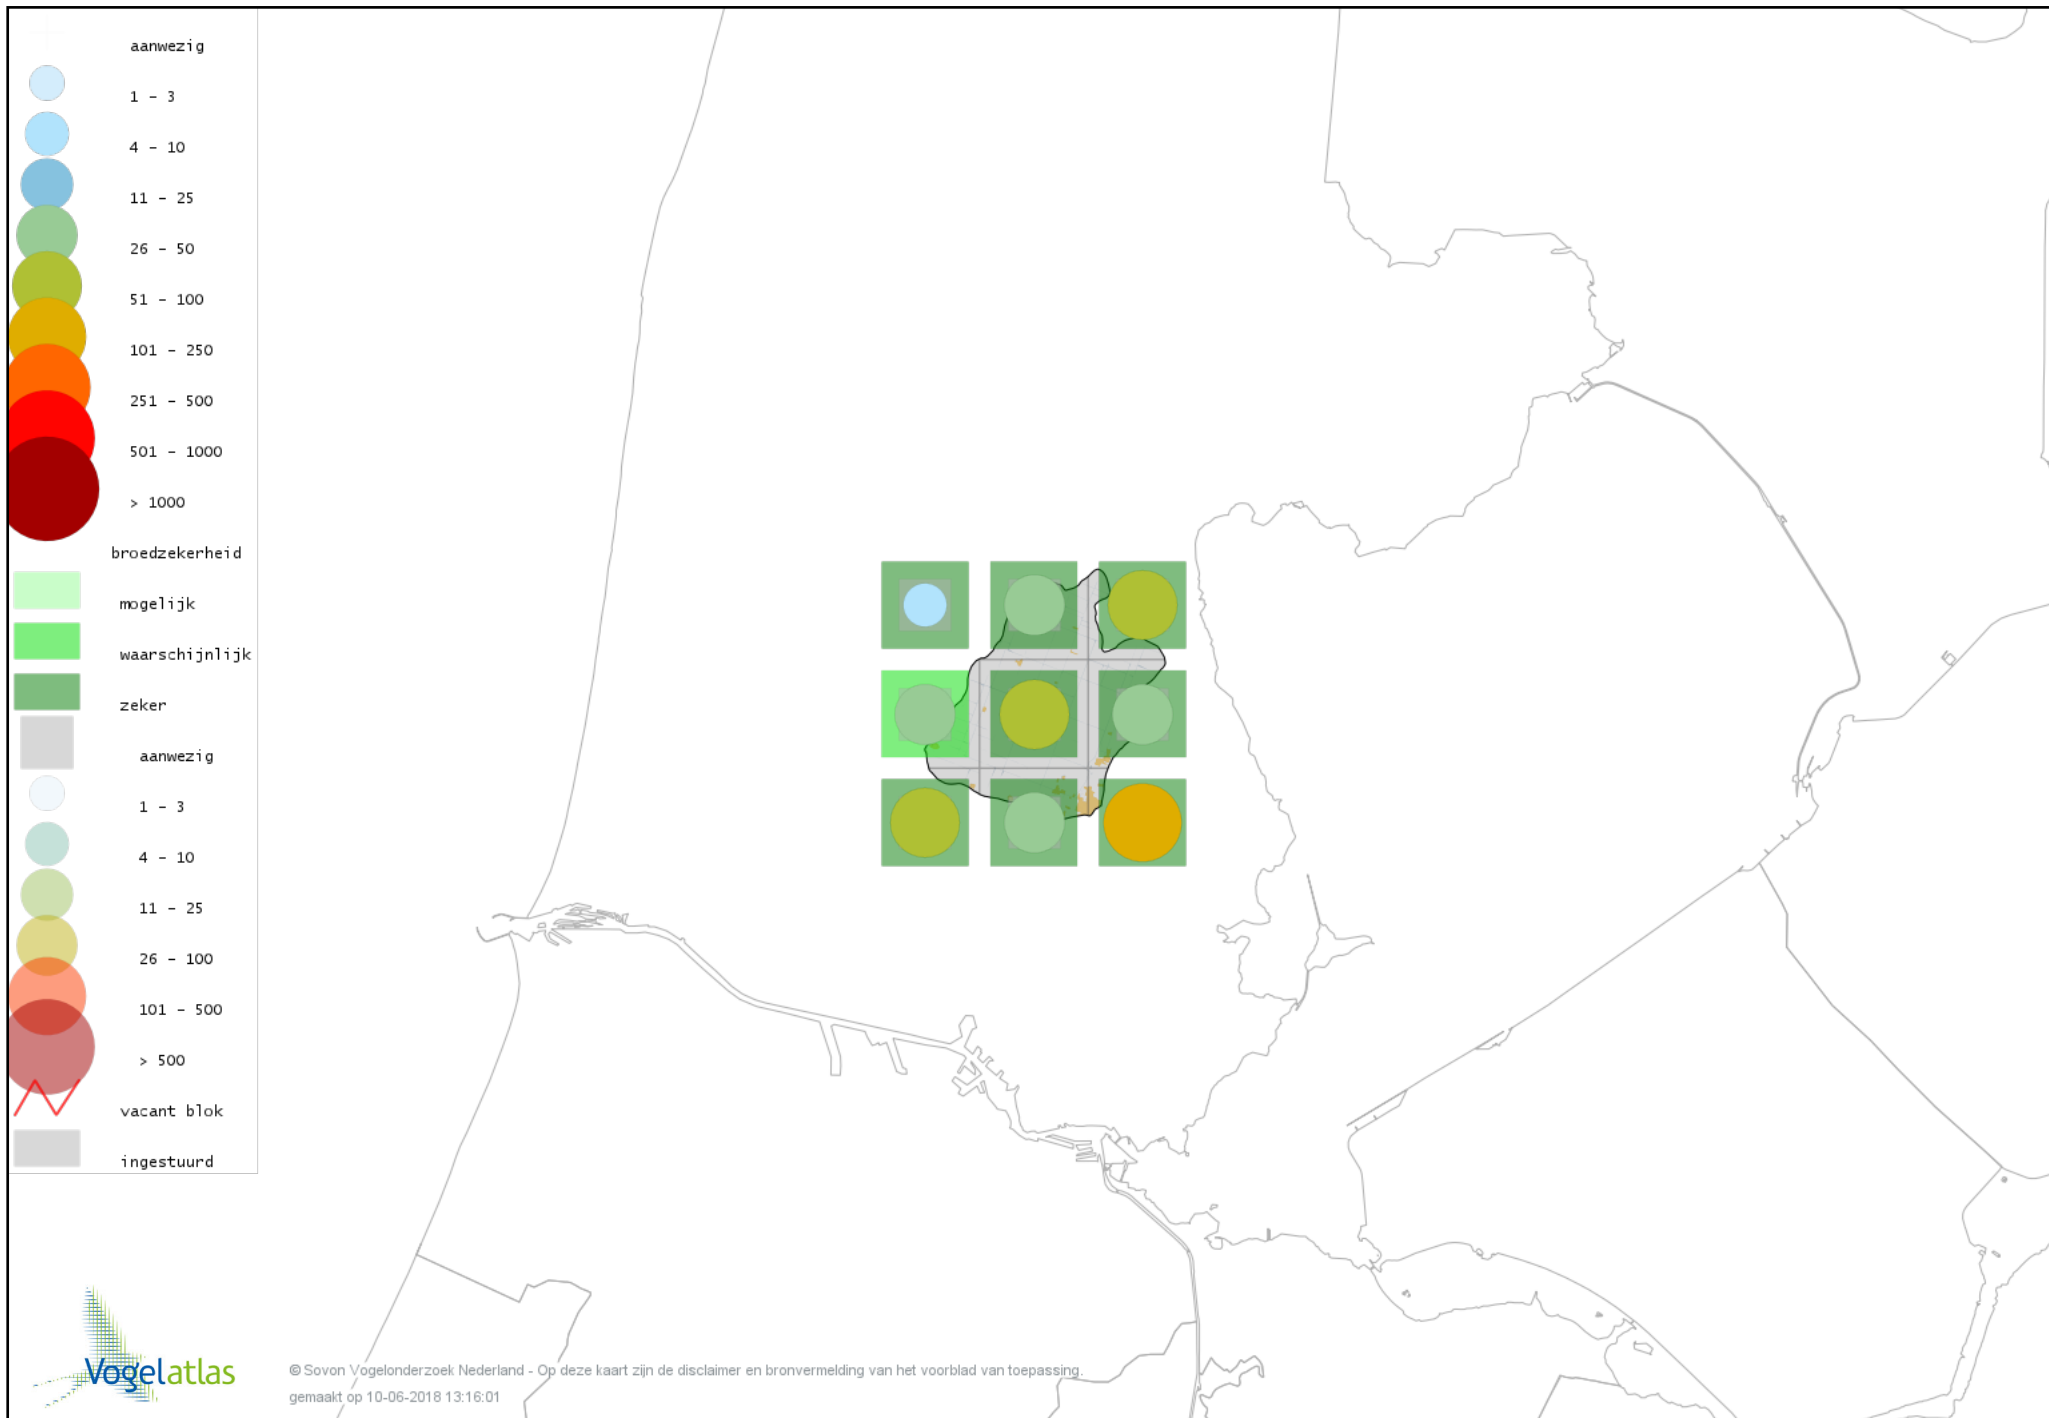 aanwezig
1 - 3
4 - 10
11 - 25
26 - 50
51 - 100
101 - 250
251 - 500
501 - 1000
> 1000
broedzekerheid
mogelijk
waarschijnlijk
zeker
aanwezig
1 - 3
4 - 10
11 - 25
26 - 100
101 - 500
> 500
vacant blok
ingestuurd
Vogelatlas
© Sovon Vogelonderzoek Nederland - Op deze kaart zijn de disclaimer en bronvermelding van het voorblad van toepassing.
gemaakt op 10-06-2018 13:16:01